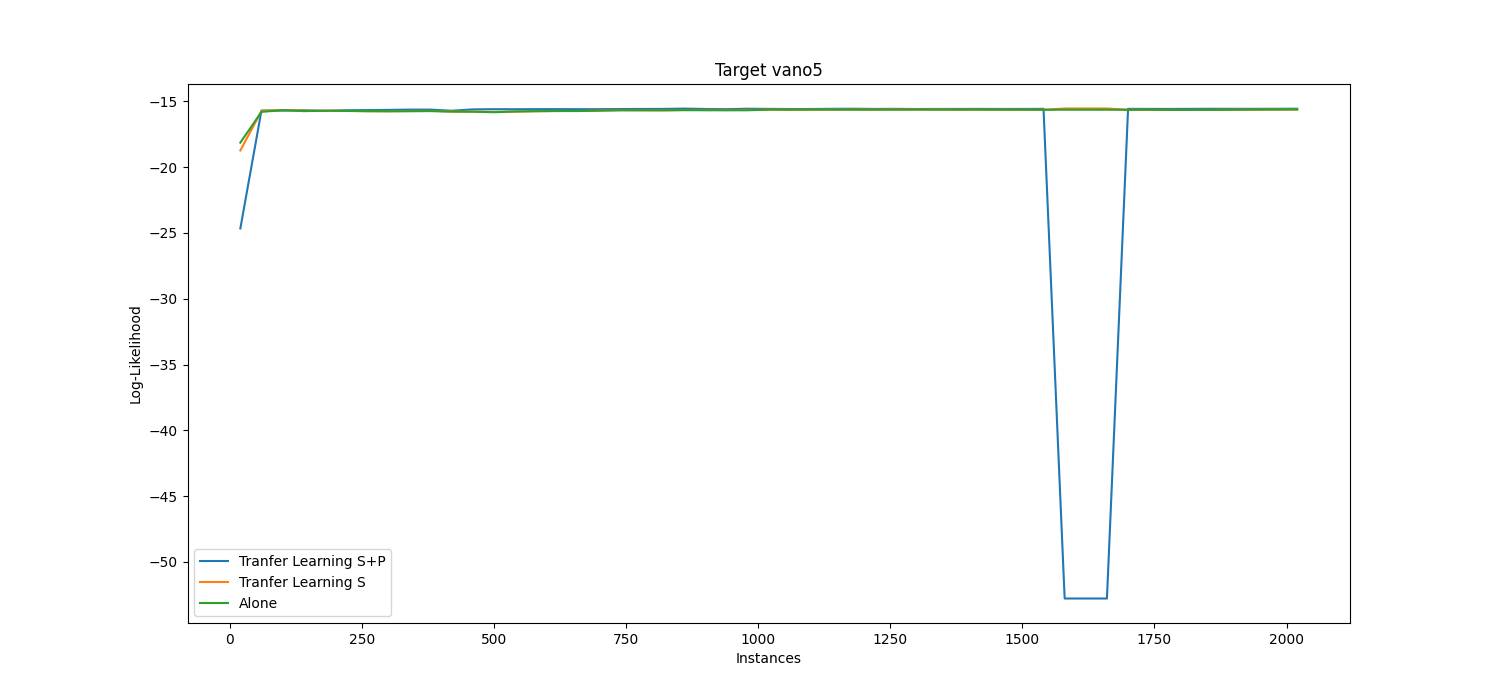 Target vano5
−15
−20
−25
−30
−35
−40
−45
−50
Log-Likelihood
Tranfer Learning S+P
Tranfer Learning S
Alone
0 250 500 750 1000 1250 1500 1750 2000
Instances